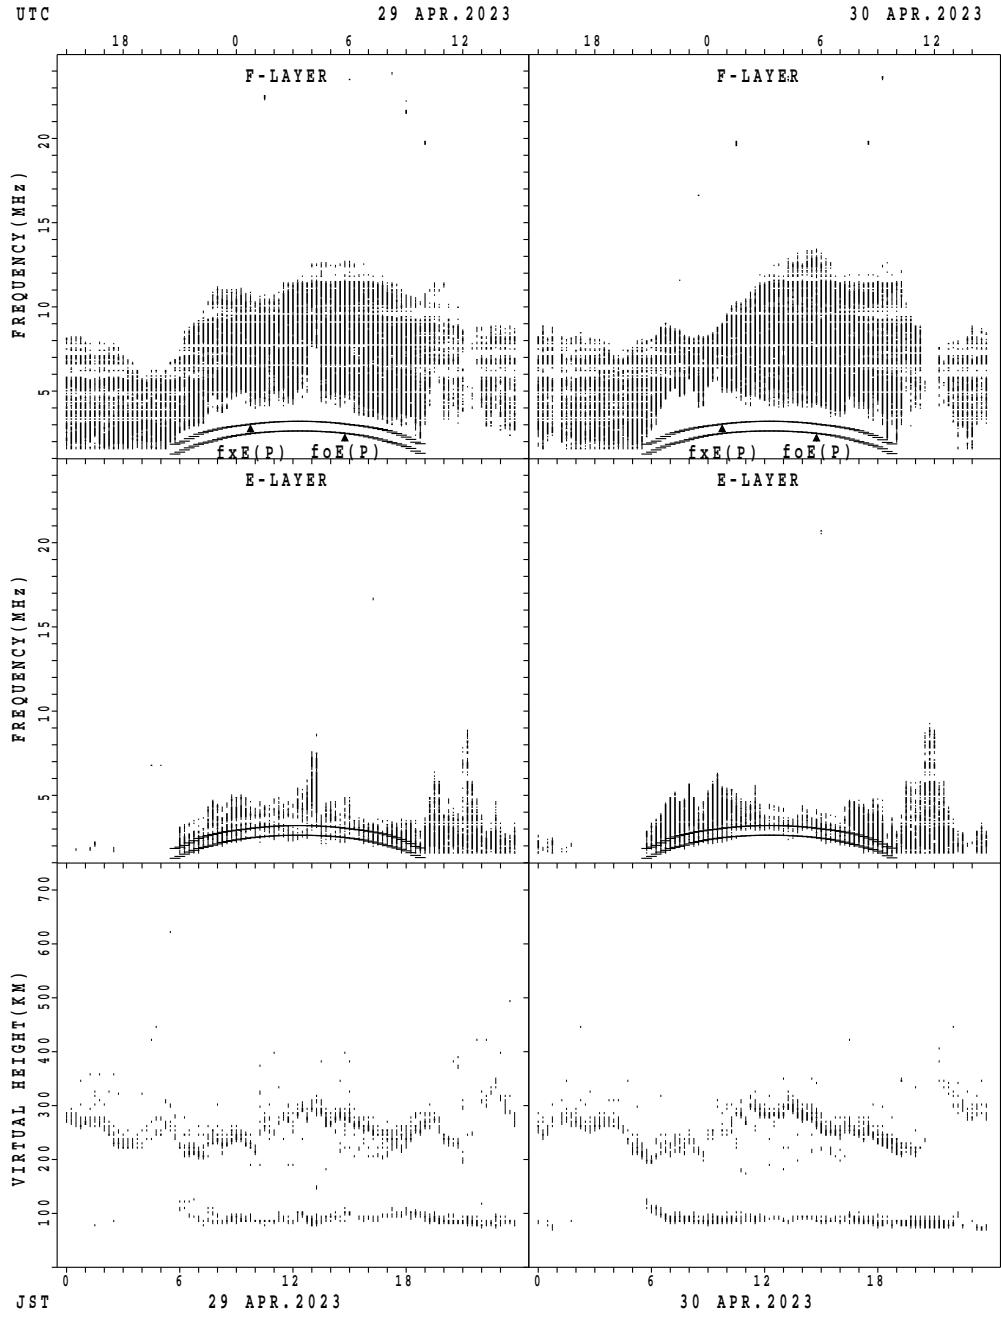 UTC 29 APR.2023 30 APR.2023
18 0 6 12 18 0 6 12
F-LAYER F-LAYER
FREQUENCY(MHz)
20
15
10
5
fxE(P) foE(P) fxE(P) foE(P)
E-LAYER E-LAYER
FREQUENCY(MHz)
20
15
10
5
VIRTUAL HEIGHT(KM)
700
600
500
400
300
200
100
0 6 12 18 0 6 12 18
JST 29 APR.2023 30 APR.2023